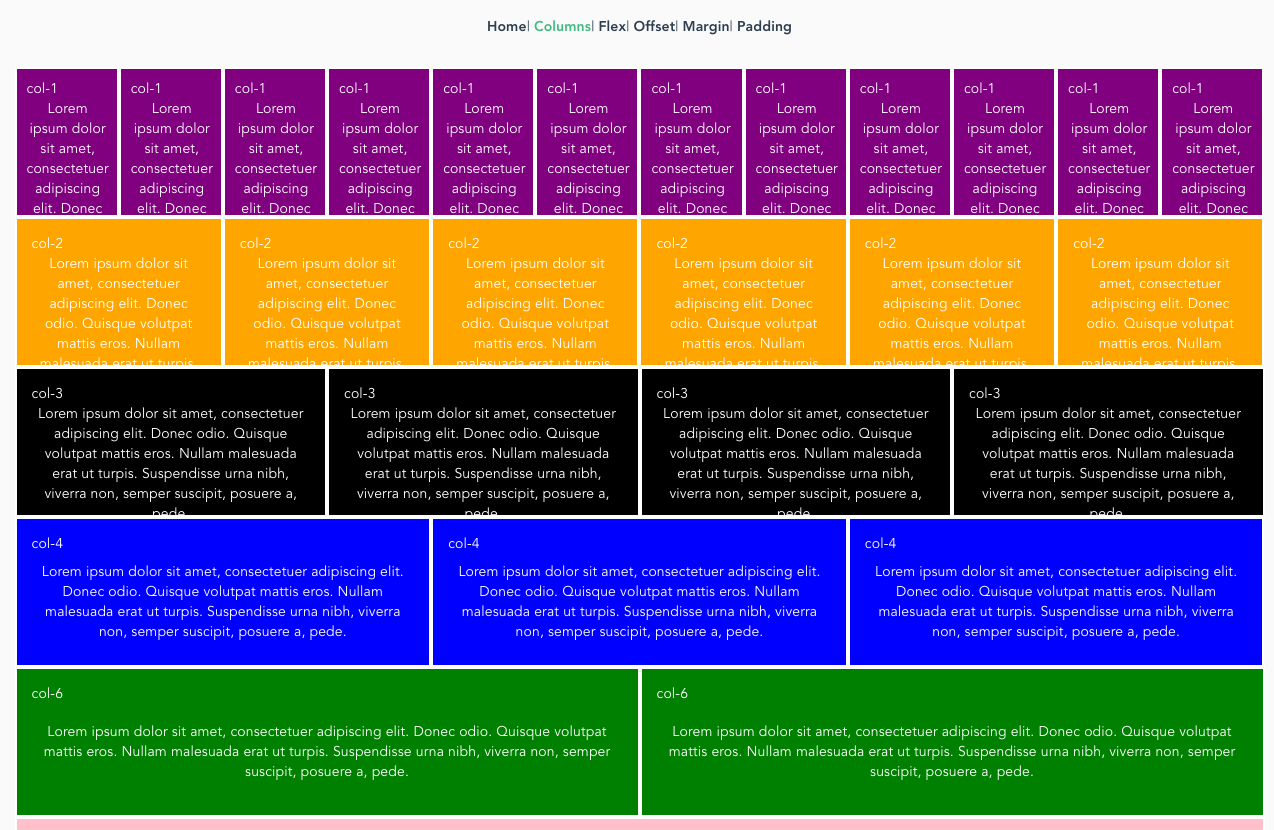 Home| Columns| Flex| Offset| Margin| Padding
col-1
Lorem
ipsum dolor
sit amet,
consectetuer
adipiscing
elit. Donec
col-1
Lorem
ipsum dolor
sit amet,
consectetuer
adipiscing
elit. Donec
col-1
Lorem
ipsum dolor
sit amet,
consectetuer
adipiscing
elit. Donec
col-1
Lorem
ipsum dolor
sit amet,
consectetuer
adipiscing
elit. Donec
col-1
Lorem
ipsum dolor
sit amet,
consectetuer
adipiscing
elit. Donec
col-1
Lorem
ipsum dolor
sit amet,
consectetuer
adipiscing
elit. Donec
col-1
Lorem
ipsum dolor
sit amet,
consectetuer
adipiscing
elit. Donec
col-1
Lorem
ipsum dolor
sit amet,
consectetuer
adipiscing
elit. Donec
col-1
Lorem
ipsum dolor
sit amet,
consectetuer
adipiscing
elit. Donec
col-1
Lorem
ipsum dolor
sit amet,
consectetuer
adipiscing
elit. Donec
col-1
Lorem
ipsum dolor
sit amet,
consectetuer
adipiscing
elit. Donec
col-1
Lorem
ipsum dolor
sit amet,
consectetuer
adipiscing
elit. Donec
col-2
Lorem ipsum dolor sit
amet, consectetuer
adipiscing elit. Donec
odio. Quisque volutpat
mattis eros. Nullam
malesuada erat ut turpis.
col-2
Lorem ipsum dolor sit
amet, consectetuer
adipiscing elit. Donec
odio. Quisque volutpat
mattis eros. Nullam
malesuada erat ut turpis.
col-2
Lorem ipsum dolor sit
amet, consectetuer
adipiscing elit. Donec
odio. Quisque volutpat
mattis eros. Nullam
malesuada erat ut turpis.
col-2
Lorem ipsum dolor sit
amet, consectetuer
adipiscing elit. Donec
odio. Quisque volutpat
mattis eros. Nullam
malesuada erat ut turpis.
col-2
Lorem ipsum dolor sit
amet, consectetuer
adipiscing elit. Donec
odio. Quisque volutpat
mattis eros. Nullam
malesuada erat ut turpis.
col-2
Lorem ipsum dolor sit
amet, consectetuer
adipiscing elit. Donec
odio. Quisque volutpat
mattis eros. Nullam
malesuada erat ut turpis.
col-3
Lorem ipsum dolor sit amet, consectetuer
adipiscing elit. Donec odio. Quisque
volutpat mattis eros. Nullam malesuada
erat ut turpis. Suspendisse urna nibh,
viverra non, semper suscipit, posuere a,
pede.
col-3
Lorem ipsum dolor sit amet, consectetuer
adipiscing elit. Donec odio. Quisque
volutpat mattis eros. Nullam malesuada
erat ut turpis. Suspendisse urna nibh,
viverra non, semper suscipit, posuere a,
pede.
col-3
Lorem ipsum dolor sit amet, consectetuer
adipiscing elit. Donec odio. Quisque
volutpat mattis eros. Nullam malesuada
erat ut turpis. Suspendisse urna nibh,
viverra non, semper suscipit, posuere a,
pede.
col-3
Lorem ipsum dolor sit amet, consectetuer
adipiscing elit. Donec odio. Quisque
volutpat mattis eros. Nullam malesuada
erat ut turpis. Suspendisse urna nibh,
viverra non, semper suscipit, posuere a,
pede.
col-4
Lorem ipsum dolor sit amet, consectetuer adipiscing elit.
Donec odio. Quisque volutpat mattis eros. Nullam
malesuada erat ut turpis. Suspendisse urna nibh, viverra
non, semper suscipit, posuere a, pede.
col-4
Lorem ipsum dolor sit amet, consectetuer adipiscing elit.
Donec odio. Quisque volutpat mattis eros. Nullam
malesuada erat ut turpis. Suspendisse urna nibh, viverra
non, semper suscipit, posuere a, pede.
col-4
Lorem ipsum dolor sit amet, consectetuer adipiscing elit.
Donec odio. Quisque volutpat mattis eros. Nullam
malesuada erat ut turpis. Suspendisse urna nibh, viverra
non, semper suscipit, posuere a, pede.
col-6
Lorem ipsum dolor sit amet, consectetuer adipiscing elit. Donec odio. Quisque volutpat
mattis eros. Nullam malesuada erat ut turpis. Suspendisse urna nibh, viverra non, semper
suscipit, posuere a, pede.
col-6
Lorem ipsum dolor sit amet, consectetuer adipiscing elit. Donec odio. Quisque volutpat
mattis eros. Nullam malesuada erat ut turpis. Suspendisse urna nibh, viverra non, semper
suscipit, posuere a, pede.